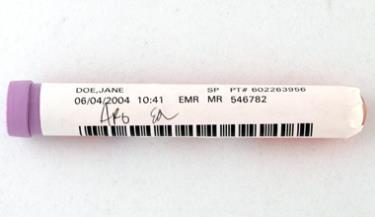 DOE,JANE SP PT# 602263956
06/04/2004 10:41 EMR MR 546782